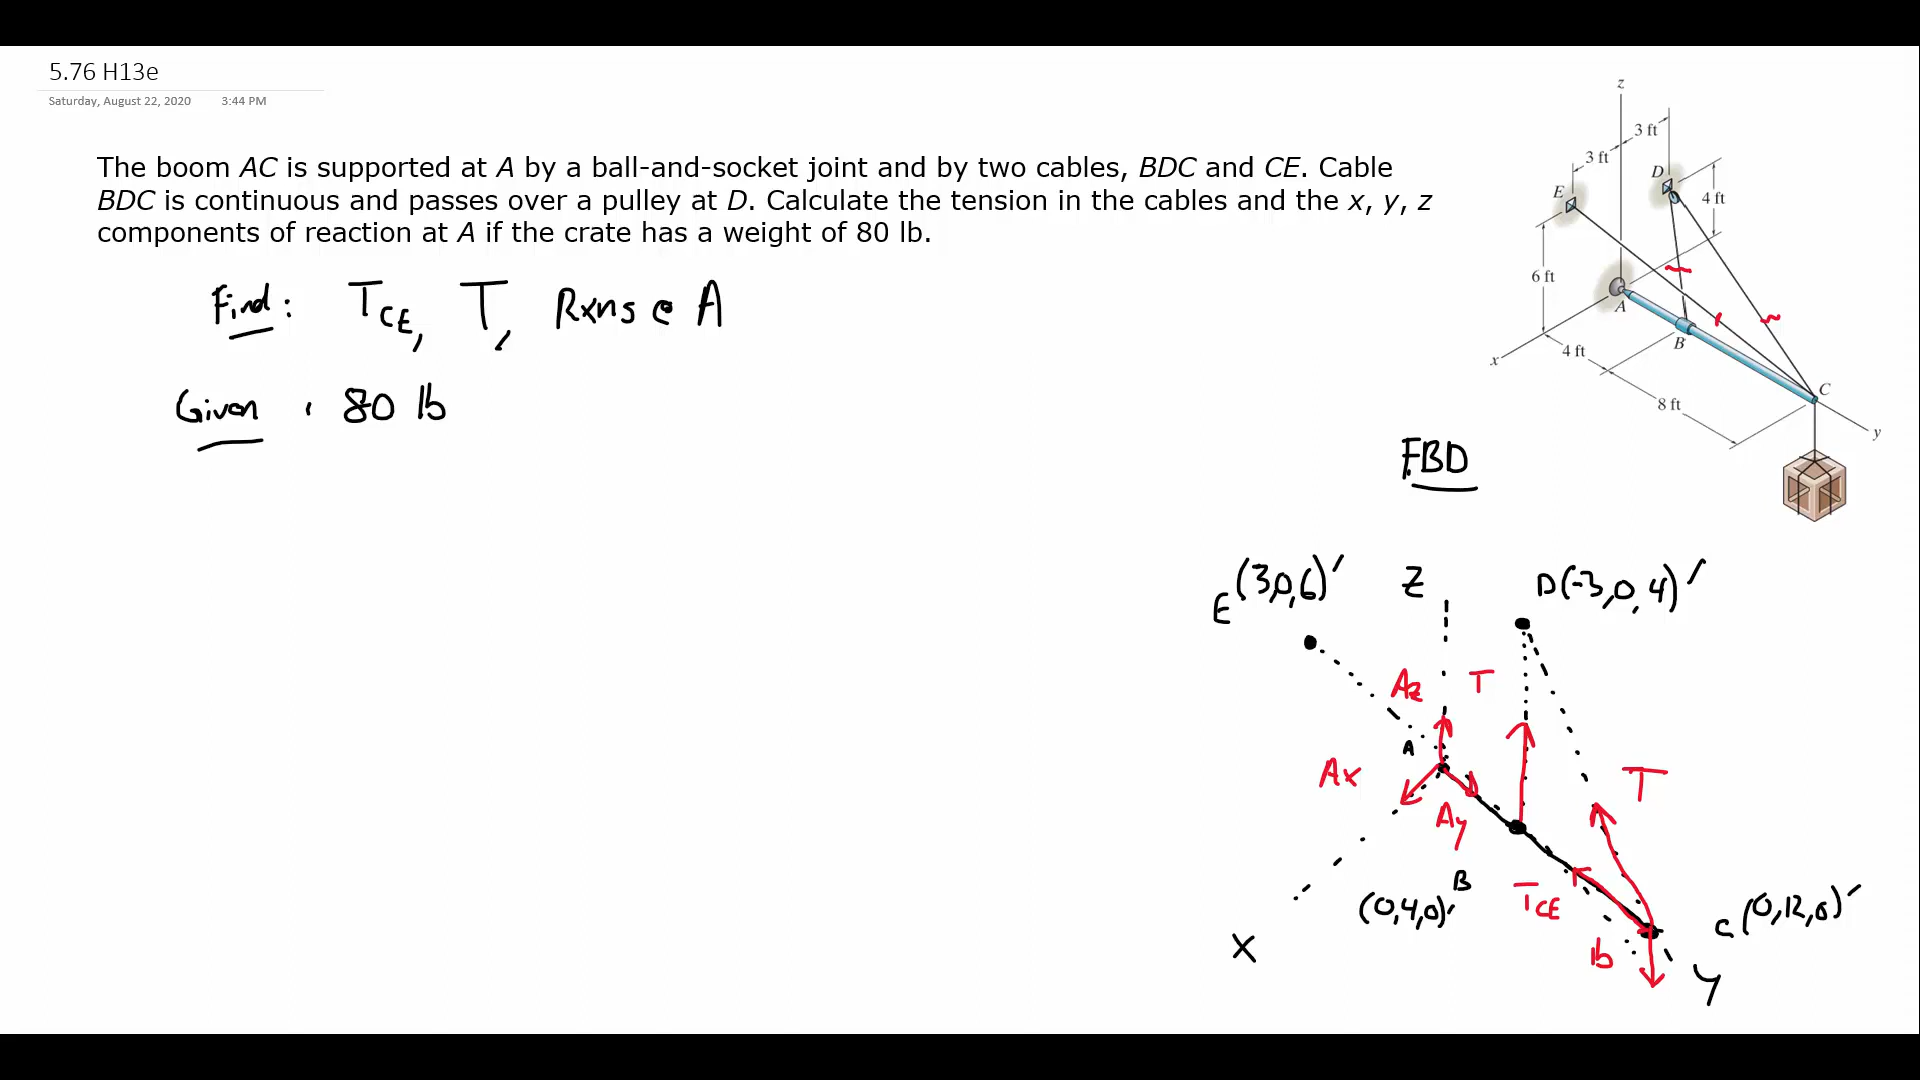 5.76 H13e
Saturday, August 22, 2020 3:44 PM
The boom AC is supported at A by a ball-and-socket joint and by two cables, BDC and CE. Cable
BDC is continuous and passes over a pulley at D. Calculate the tension in the cables and the x, y, z
components of reaction at A if the crate has a weight of 80 lb.
Find: T_CE, T, Rxns @ A
Given : 80 lb
z
3 ft
3 ft
D
E
4 ft
6 ft
A
B
x
4 ft
C
8 ft
y
FBD
E (3,0,6)'
Z
D(-3,0,4)'
Az
T
A
Ax
T
Ay
B
(0,4,0)'
T_CE
C (0,12,0)'
lb
X
Y